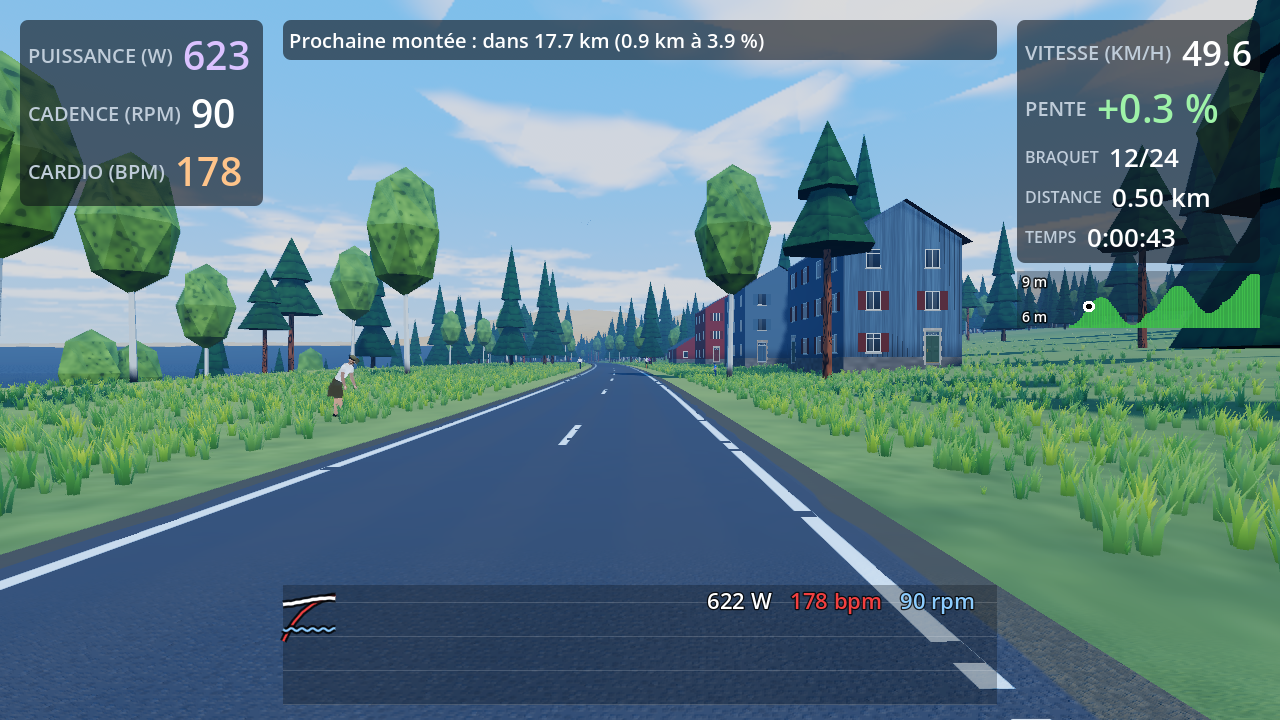 PUISSANCE (W) 623
CADENCE (RPM) 90
CARDIO (BPM) 178
Prochaine montée : dans 17.7 km (0.9 km à 3.9 %)
VITESSE (KM/H) 49.6
PENTE +0.3 %
BRAQUET 12/24
DISTANCE 0.50 km
TEMPS 0:00:43
9 m
6 m
622 W 178 bpm 90 rpm